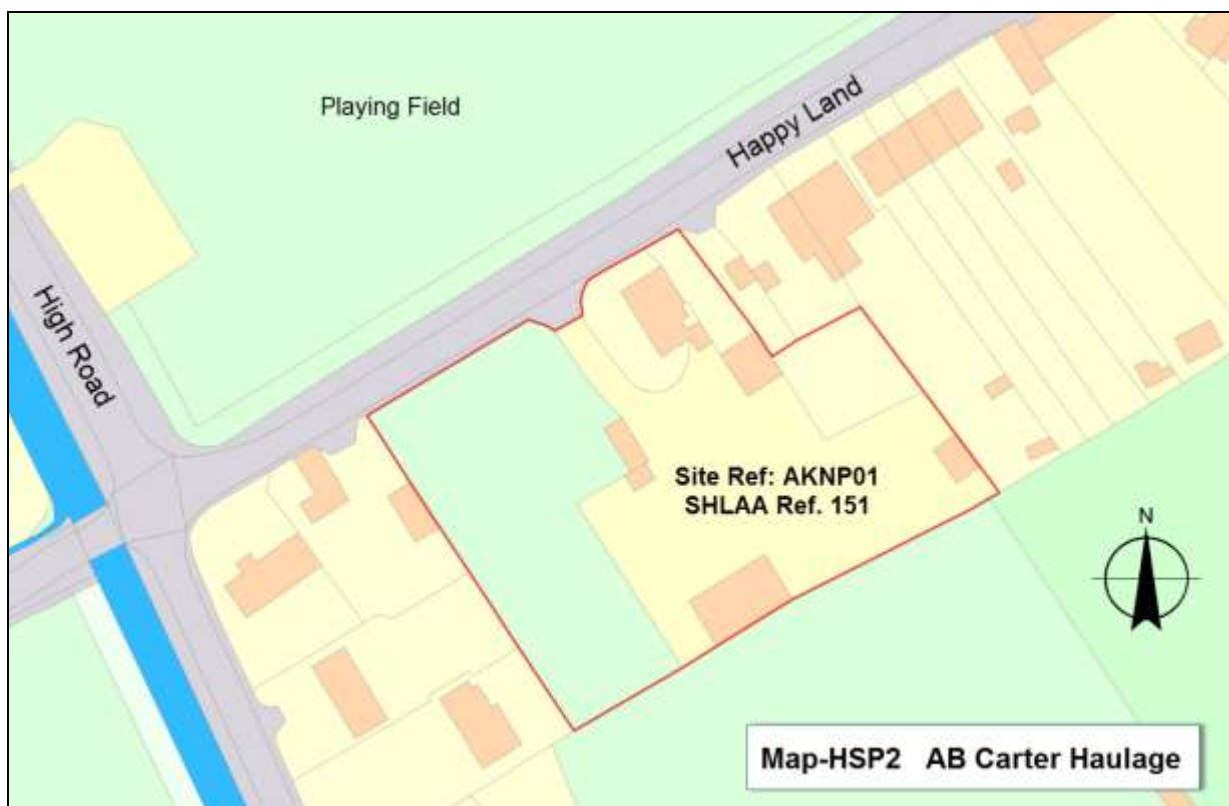 Playing Field
Happy Land
High Road
Site Ref: AKNP01
SHLAA Ref. 151
N
Map-HSP2 AB Carter Haulage